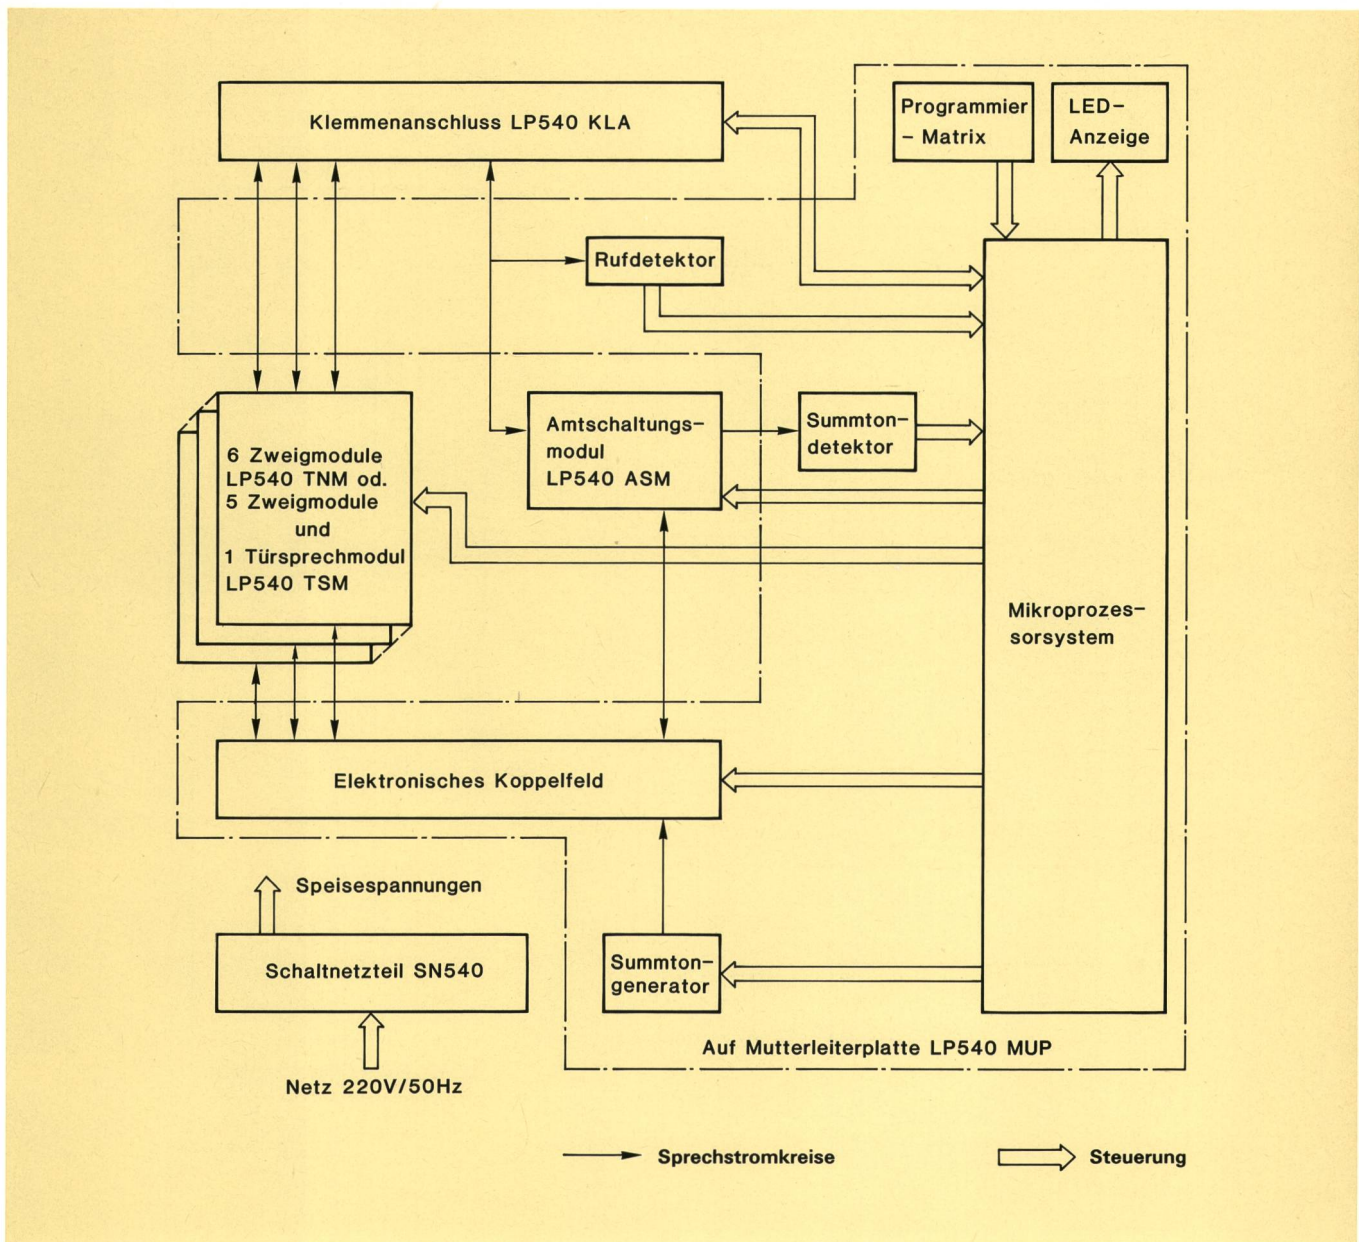 Klemmenanschluss LP540 KLA
Programmier
- Matrix
LED-
Anzeige
Rufdetektor
6 Zweigmodule
LP540 TNM od.
5 Zweigmodule
und
1 Türsprechmodul
LP540 TSM
Amtschaltungs-
modul
LP540 ASM
Summton-
detektor
Mikroprozes-
sorsystem
Elektronisches Koppelfeld
Speisespannungen
Schaltnetzteil SN540
Summton-
generator
Auf Mutterleiterplatte LP540 MUP
Netz 220V/50Hz
Sprechstromkreise
Steuerung